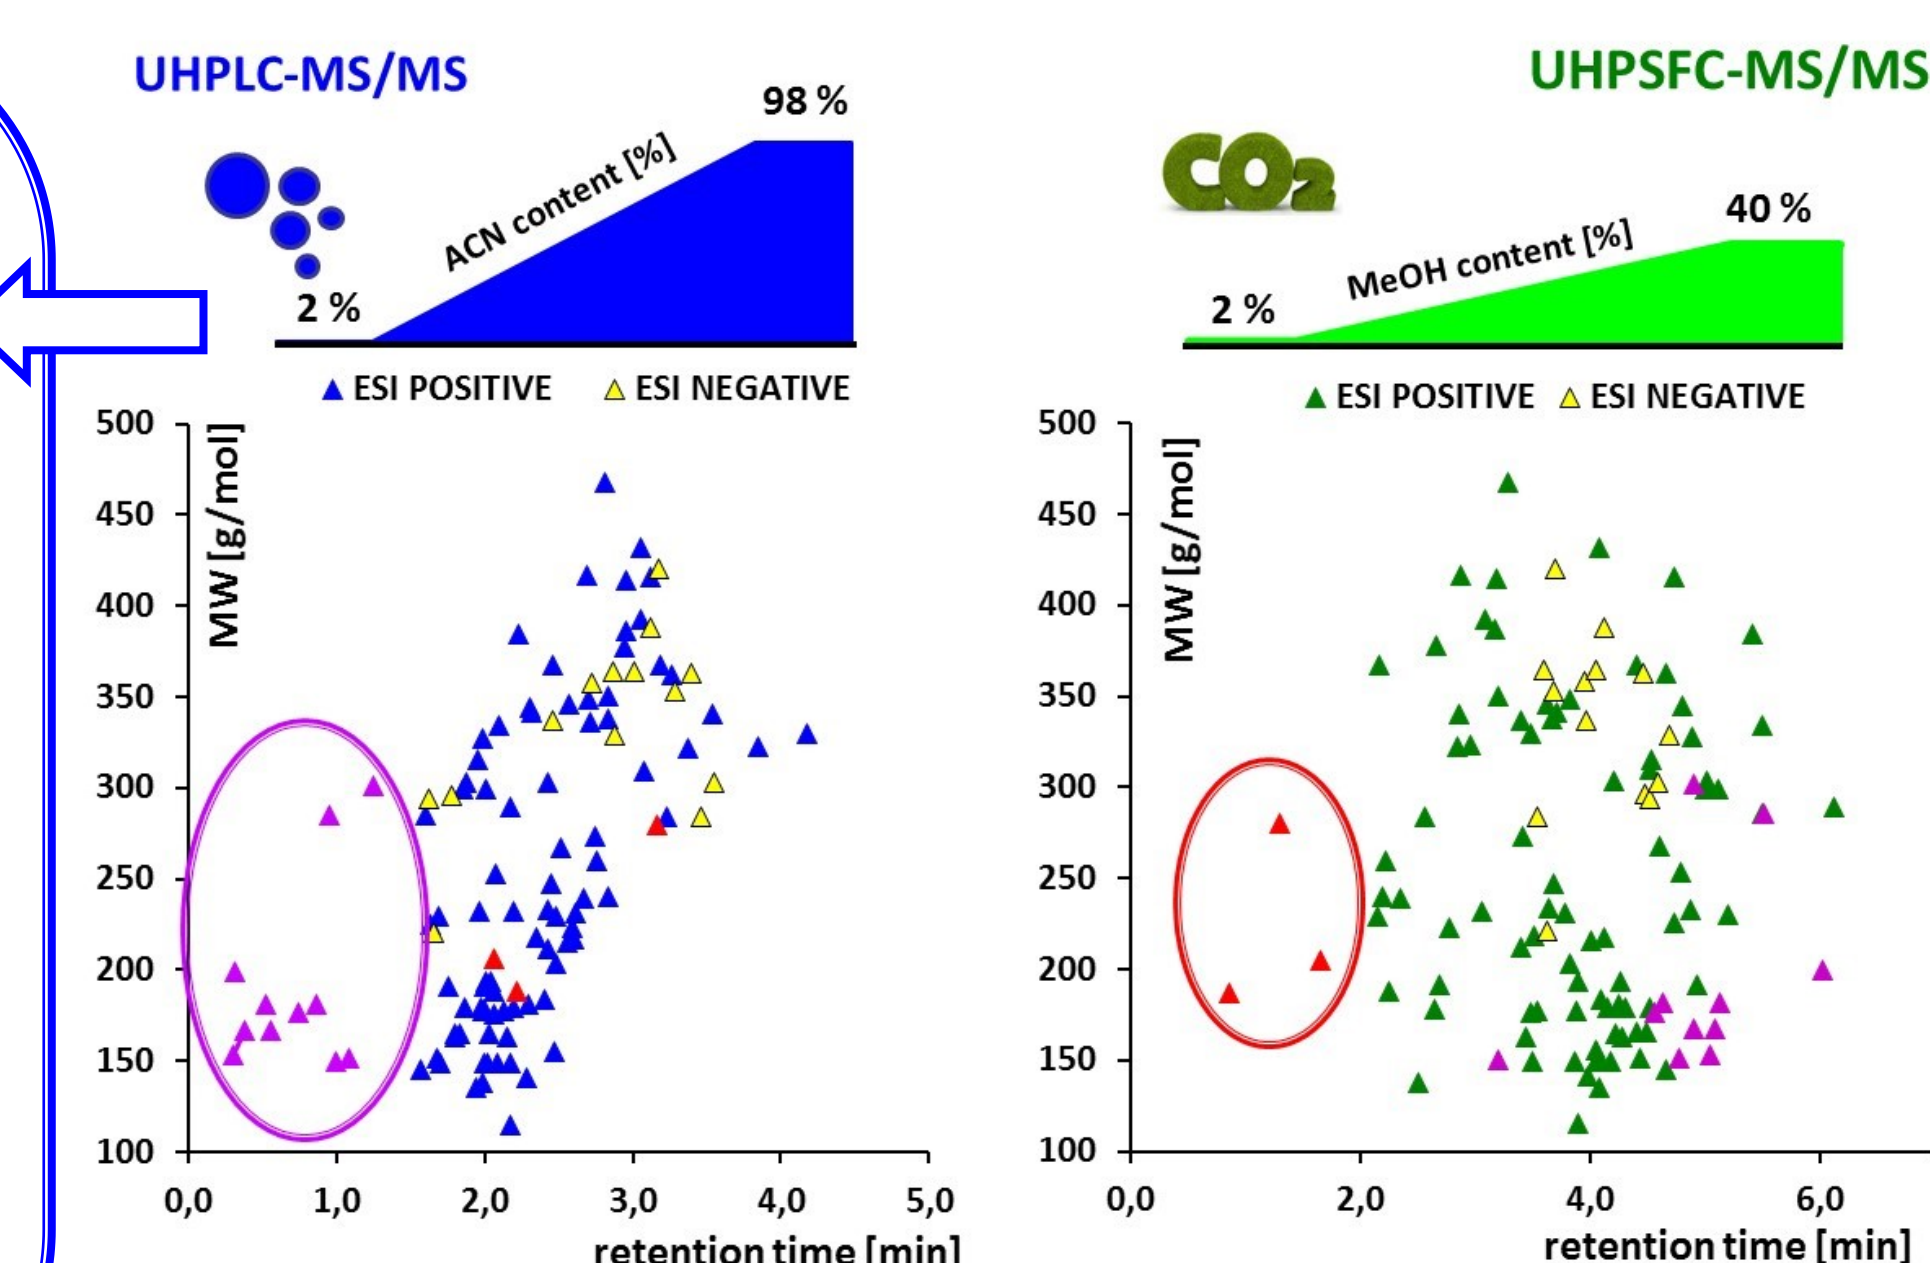 UHPLC-MS/MS
98 %
ACN content [%]
2 %
ESI POSITIVE
ESI NEGATIVE
MW [g/mol]
500
450
400
350
300
250
200
150
100
0,0 1,0 2,0 3,0 4,0 5,0
retention time [min]
UHPSFC-MS/MS
CO2
40 %
MeOH content [%]
2 %
ESI POSITIVE
ESI NEGATIVE
MW [g/mol]
500
450
400
350
300
250
200
150
100
0,0 2,0 4,0 6,0
retention time [min]